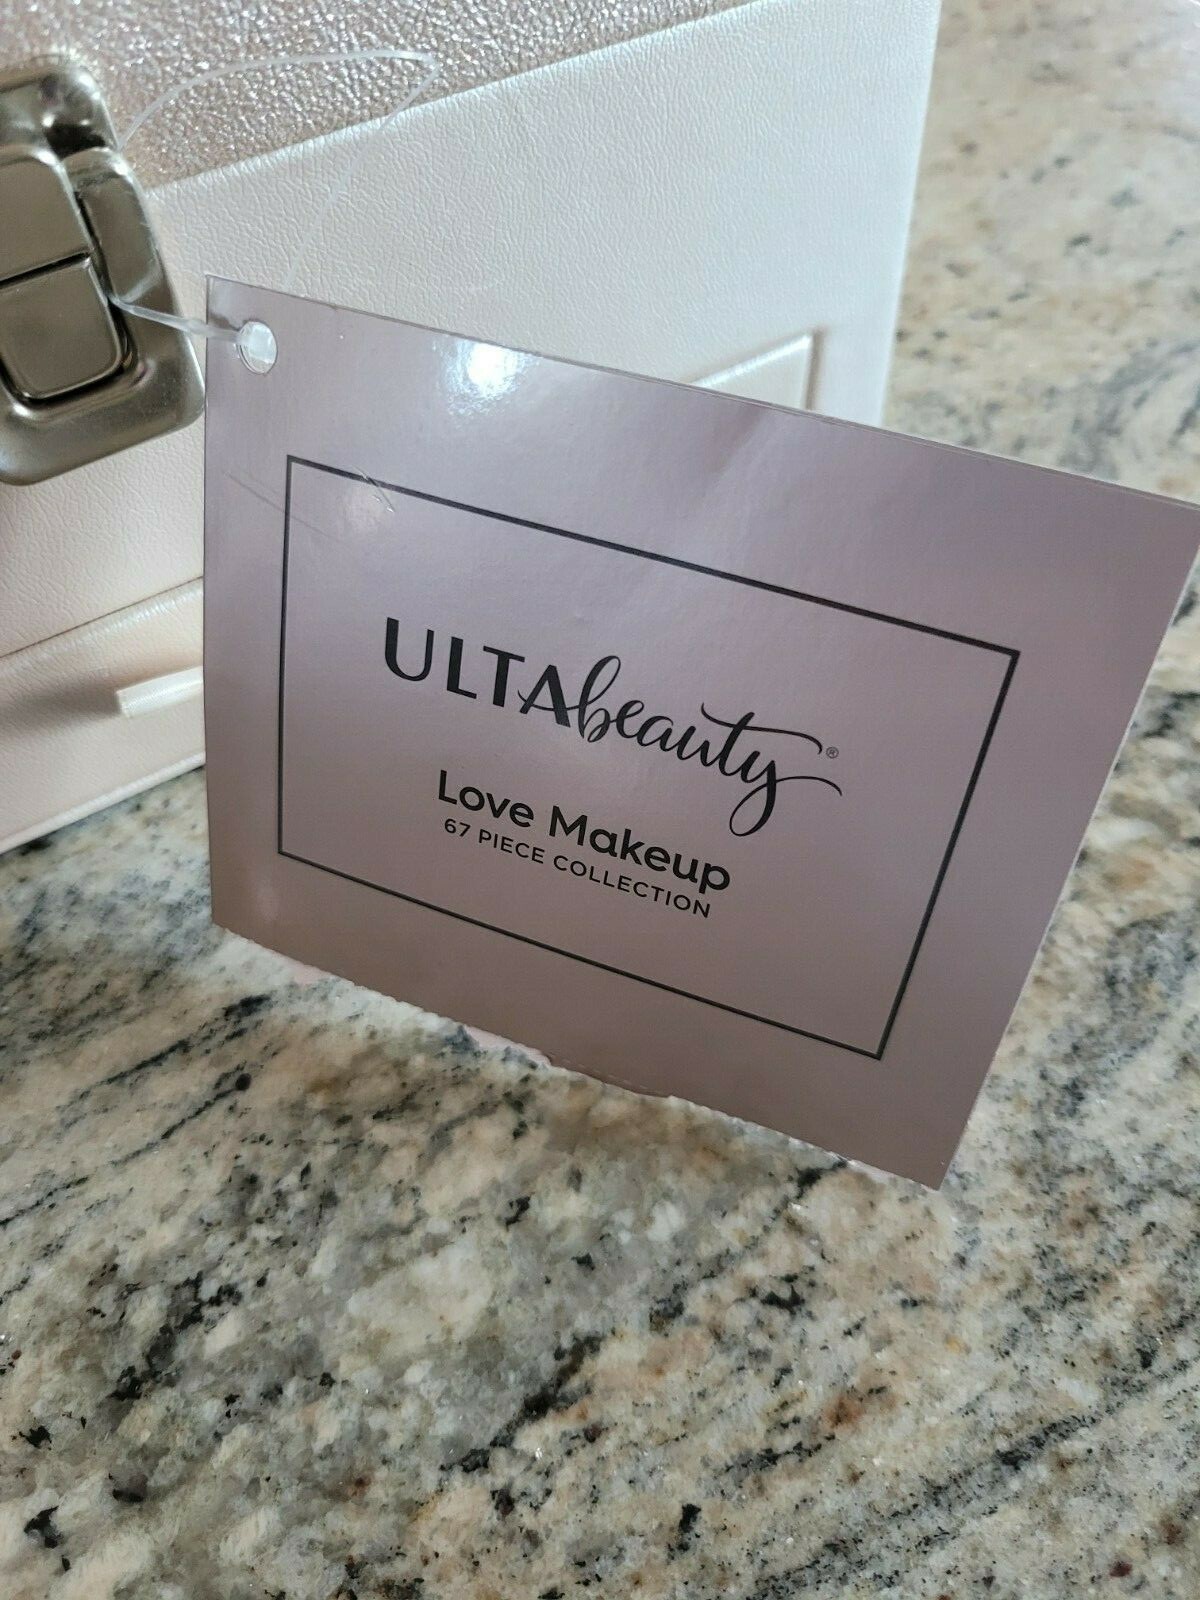 ULTAbeauty®
Love Makeup
67 PIECE COLLECTION